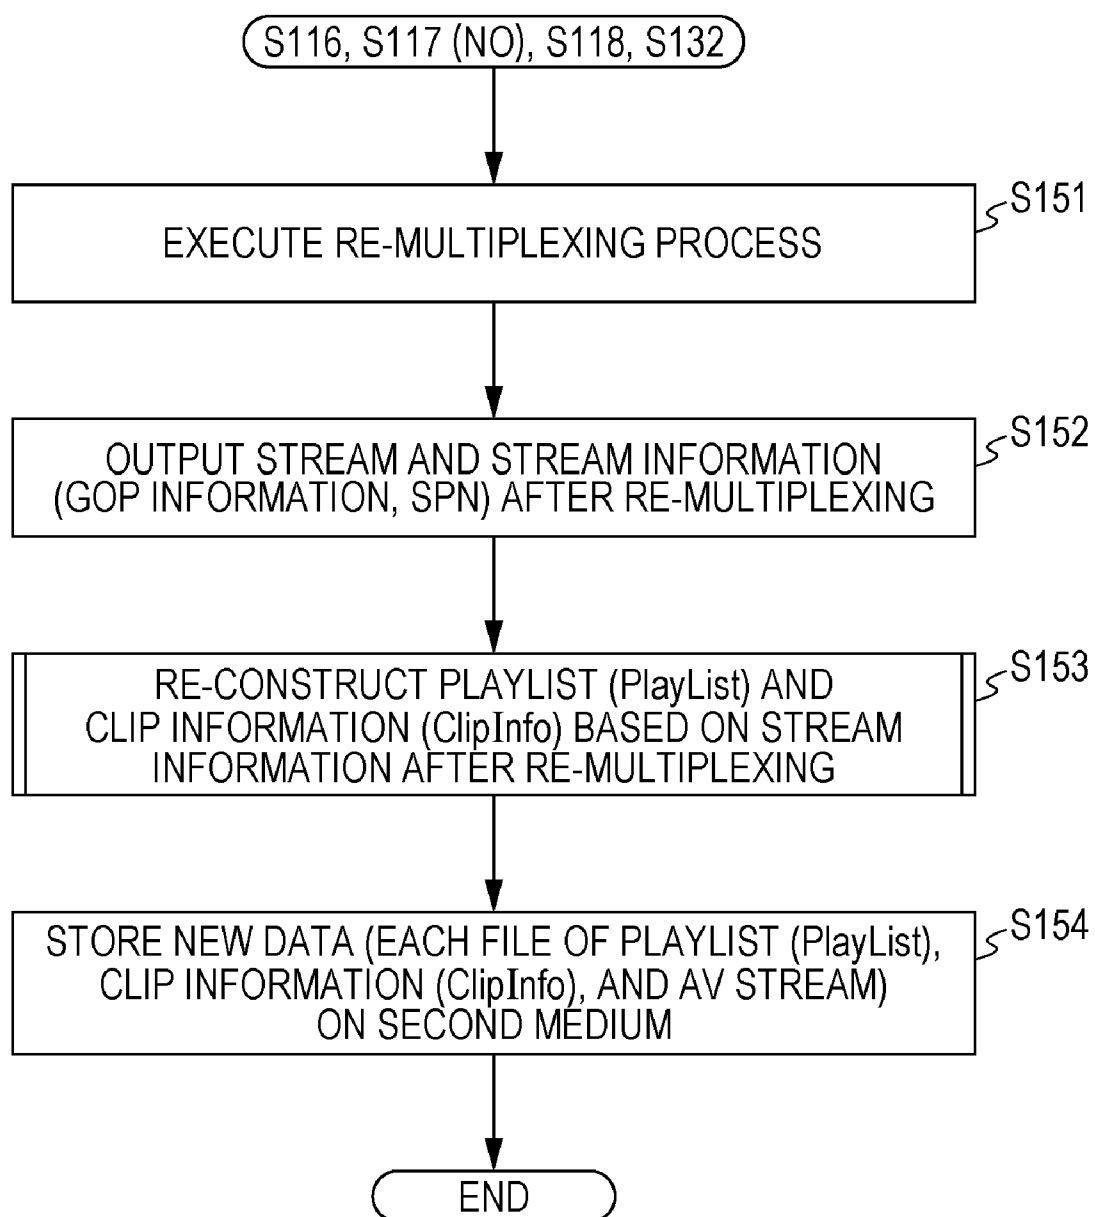 S116, S117 (NO), S118, S132
S151
EXECUTE RE-MULTIPLEXING PROCESS
S152
OUTPUT STREAM AND STREAM INFORMATION
(GOP INFORMATION, SPN) AFTER RE-MULTIPLEXING
S153
RE-CONSTRUCT PLAYLIST (PlayList) AND
CLIP INFORMATION (ClipInfo) BASED ON STREAM
INFORMATION AFTER RE-MULTIPLEXING
S154
STORE NEW DATA (EACH FILE OF PLAYLIST (PlayList),
CLIP INFORMATION (ClipInfo), AND AV STREAM)
ON SECOND MEDIUM
END